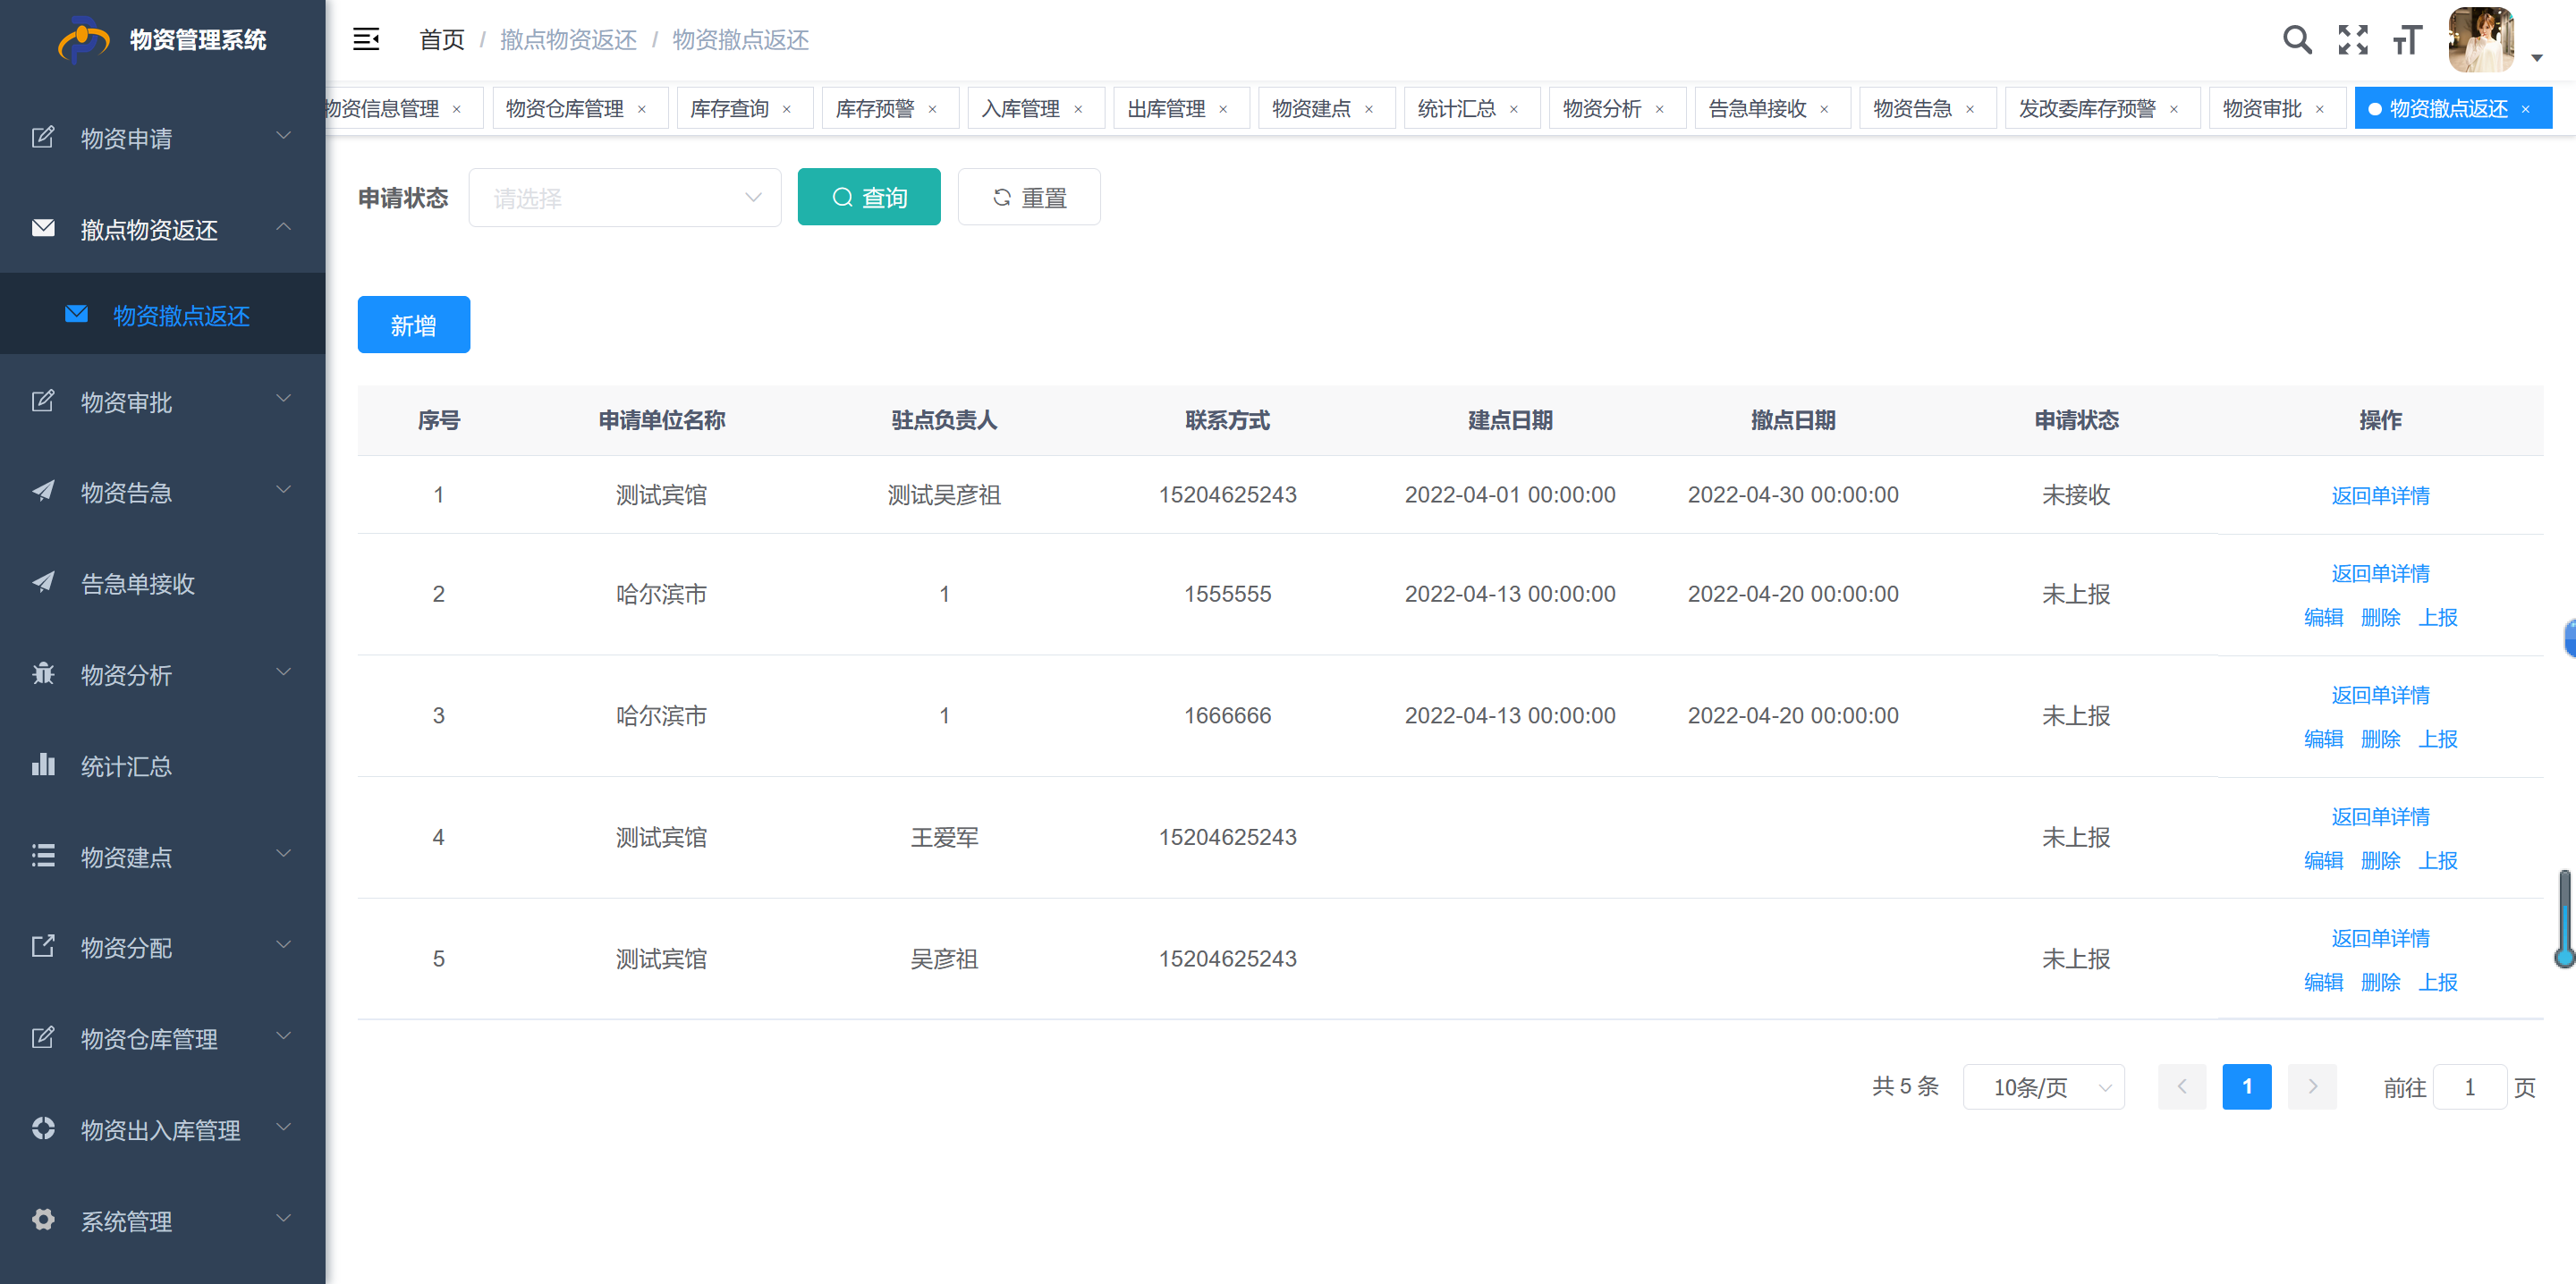 物资管理系统
首页 / 撤点物资返还 / 物资撤点返还
物资信息管理 × 物资仓库管理 × 库存查询 × 库存预警 × 入库管理 × 出库管理 × 物资建点 × 统计汇总 × 物资分析 × 告急单接收 × 物资告急 × 发改委库存预警 × 物资审批 × 物资撤点返还 ×
物资申请
撤点物资返还
物资撤点返还
物资审批
物资告急
告急单接收
物资分析
统计汇总
物资建点
物资分配
物资仓库管理
物资出入库管理
系统管理
申请状态 请选择 查询 重置
新增
序号 申请单位名称 驻点负责人 联系方式 建点日期 撤点日期 申请状态 操作
1 测试宾馆 测试吴彦祖 15204625243 2022-04-01 00:00:00 2022-04-30 00:00:00 未接收 返回单详情
2 哈尔滨市 1 1555555 2022-04-13 00:00:00 2022-04-20 00:00:00 未上报 返回单详情
编辑 删除 上报
3 哈尔滨市 1 1666666 2022-04-13 00:00:00 2022-04-20 00:00:00 未上报 返回单详情
编辑 删除 上报
4 测试宾馆 王爱军 15204625243 未上报 返回单详情
编辑 删除 上报
5 测试宾馆 吴彦祖 15204625243 未上报 返回单详情
编辑 删除 上报
共 5 条 10条/页 1 前往 1 页